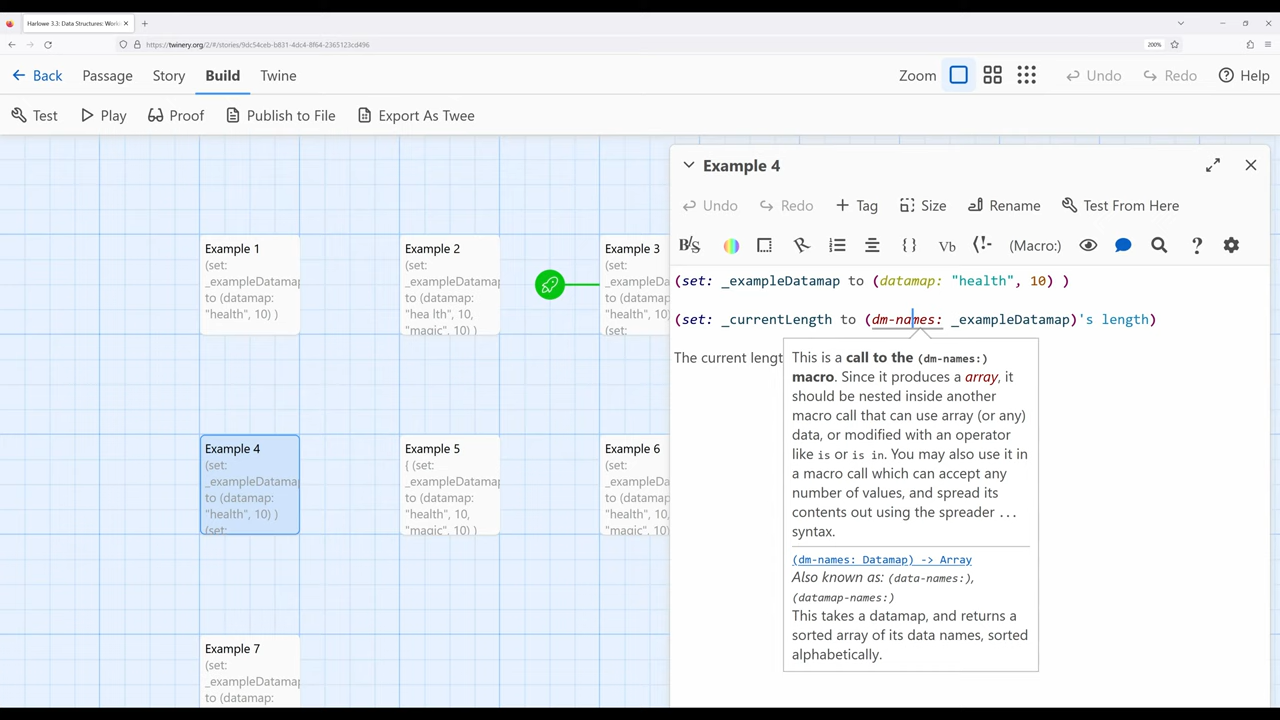 Harlowe 3.3: Data Structures: Work
https://twinery.org/2/#/stories/9dc54ceb-b831-4dc4-8f64-2365123cd496
200%
Back
Passage
Story
Build
Twine
Zoom
Undo
Redo
Help
Test
Play
Proof
Publish to File
Export As Twee
Example 1
(set:
_exampleDatamap
to (datamap:
"health", 10) )
Example 2
(set:
_exampleDatamap
to (datamap:
"hea lth", 10,
"magic", 10) )
Example 3
(set:
_exampleDatamap
to (datamap:
"health", 10) )
(set:
Example 4
(set:
_exampleDatamap
to (datamap:
"health", 10) )
(set:
Example 5
{ (set:
_exampleDatamap
to (datamap:
"health", 10,
"magic", 10) )
Example 6
(set:
_exampleDatamap
to (datamap:
"health", 10,
"magic", 10) )
Example 7
(set:
_exampleDatamap
to (datamap:
Example 4
Undo
Redo
Tag
Size
Rename
Test From Here
(Macro:)
(set: _exampleDatamap to (datamap: "health", 10) )
(set: _currentLength to (dm-names: _exampleDatamap)'s length)
The current lengt
This is a call to the (dm-names:)
macro. Since it produces a array, it
should be nested inside another
macro call that can use array (or any)
data, or modified with an operator
like is or is in. You may also use it in
a macro call which can accept any
number of values, and spread its
contents out using the spreader ...
syntax.
(dm-names: Datamap) -> Array
Also known as: (data-names:),
(datamap-names:)
This takes a datamap, and returns a
sorted array of its data names, sorted
alphabetically.